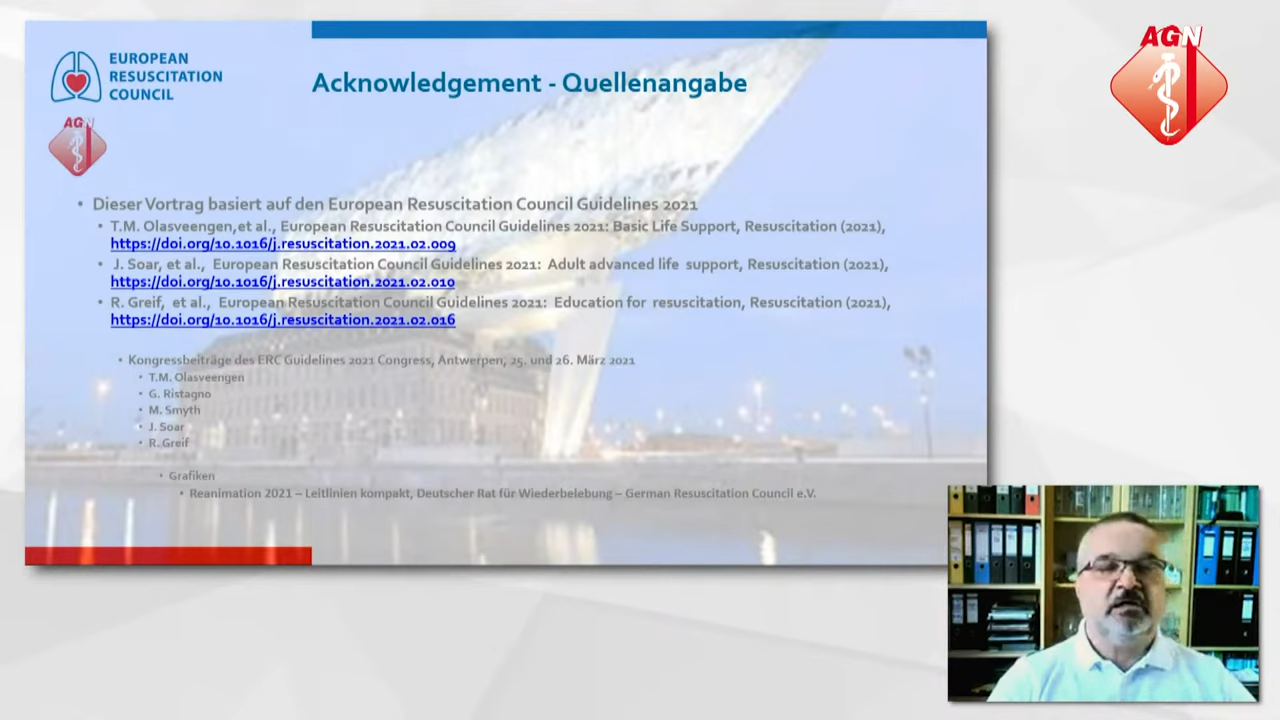 EUROPEAN
RESUSCITATION
COUNCIL
AGN
Acknowledgement - Quellenangabe
• Dieser Vortrag basiert auf den European Resuscitation Council Guidelines 2021
• T.M. Olasveengen,et al., European Resuscitation Council Guidelines 2021: Basic Life Support, Resuscitation (2021),
https://doi.org/10.1016/j.resuscitation.2021.02.009
• J. Soar, et al., European Resuscitation Council Guidelines 2021: Adult advanced life support, Resuscitation (2021),
https://doi.org/10.1016/j.resuscitation.2021.02.010
• R. Greif, et al., European Resuscitation Council Guidelines 2021: Education for resuscitation, Resuscitation (2021),
https://doi.org/10.1016/j.resuscitation.2021.02.016
• Kongressbeiträge des ERC Guidelines 2021 Congress, Antwerpen, 25. und 26. März 2021
• T.M. Olasveengen
• G. Ristagno
• M. Smyth
• J. Soar
• R. Greif
• Grafiken
• Reanimation 2021 – Leitlinien kompakt, Deutscher Rat für Wiederbelebung – German Resuscitation Council e.V.
AGN